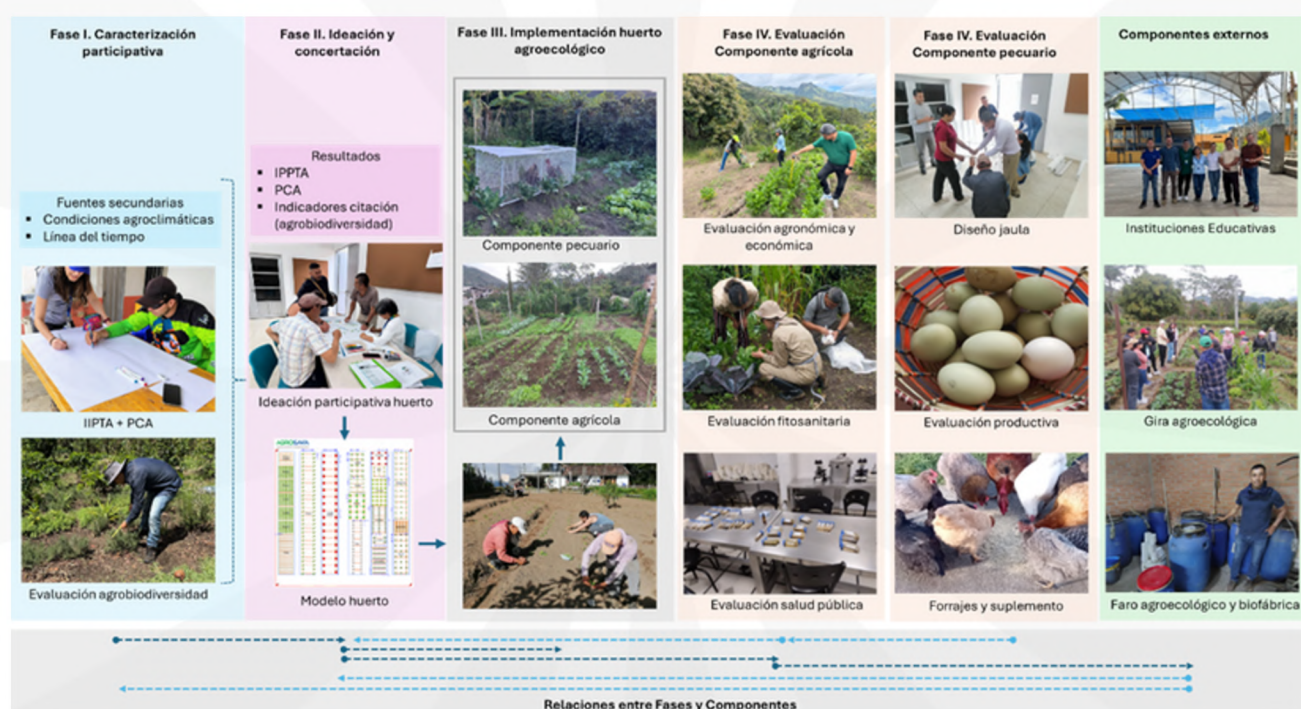 Fase I. Caracterización
participativa
Fuentes secundarias
▪ Condiciones agroclimáticas
▪ Línea del tiempo
IIPTA + PCA
Evaluación agrobiodiversidad
Fase II. Ideación y
concertación
Resultados
▪ IPPTA
▪ PCA
▪ Indicadores citación
(agrobiodiversidad)
Ideación participativa huerto
Modelo huerto
Fase III. Implementación huerto
agroecológico
Componente pecuario
Componente agrícola
Fase IV. Evaluación
Componente agrícola
Evaluación agronómica y
económica
Evaluación fitosanitaria
Evaluación salud pública
Fase IV. Evaluación
Componente pecuario
Diseño jaula
Evaluación productiva
Forrajes y suplemento
Componentes externos
Instituciones Educativas
Gira agroecológica
Faro agroecológico y biofábrica
Relaciones entre Fases y Componentes